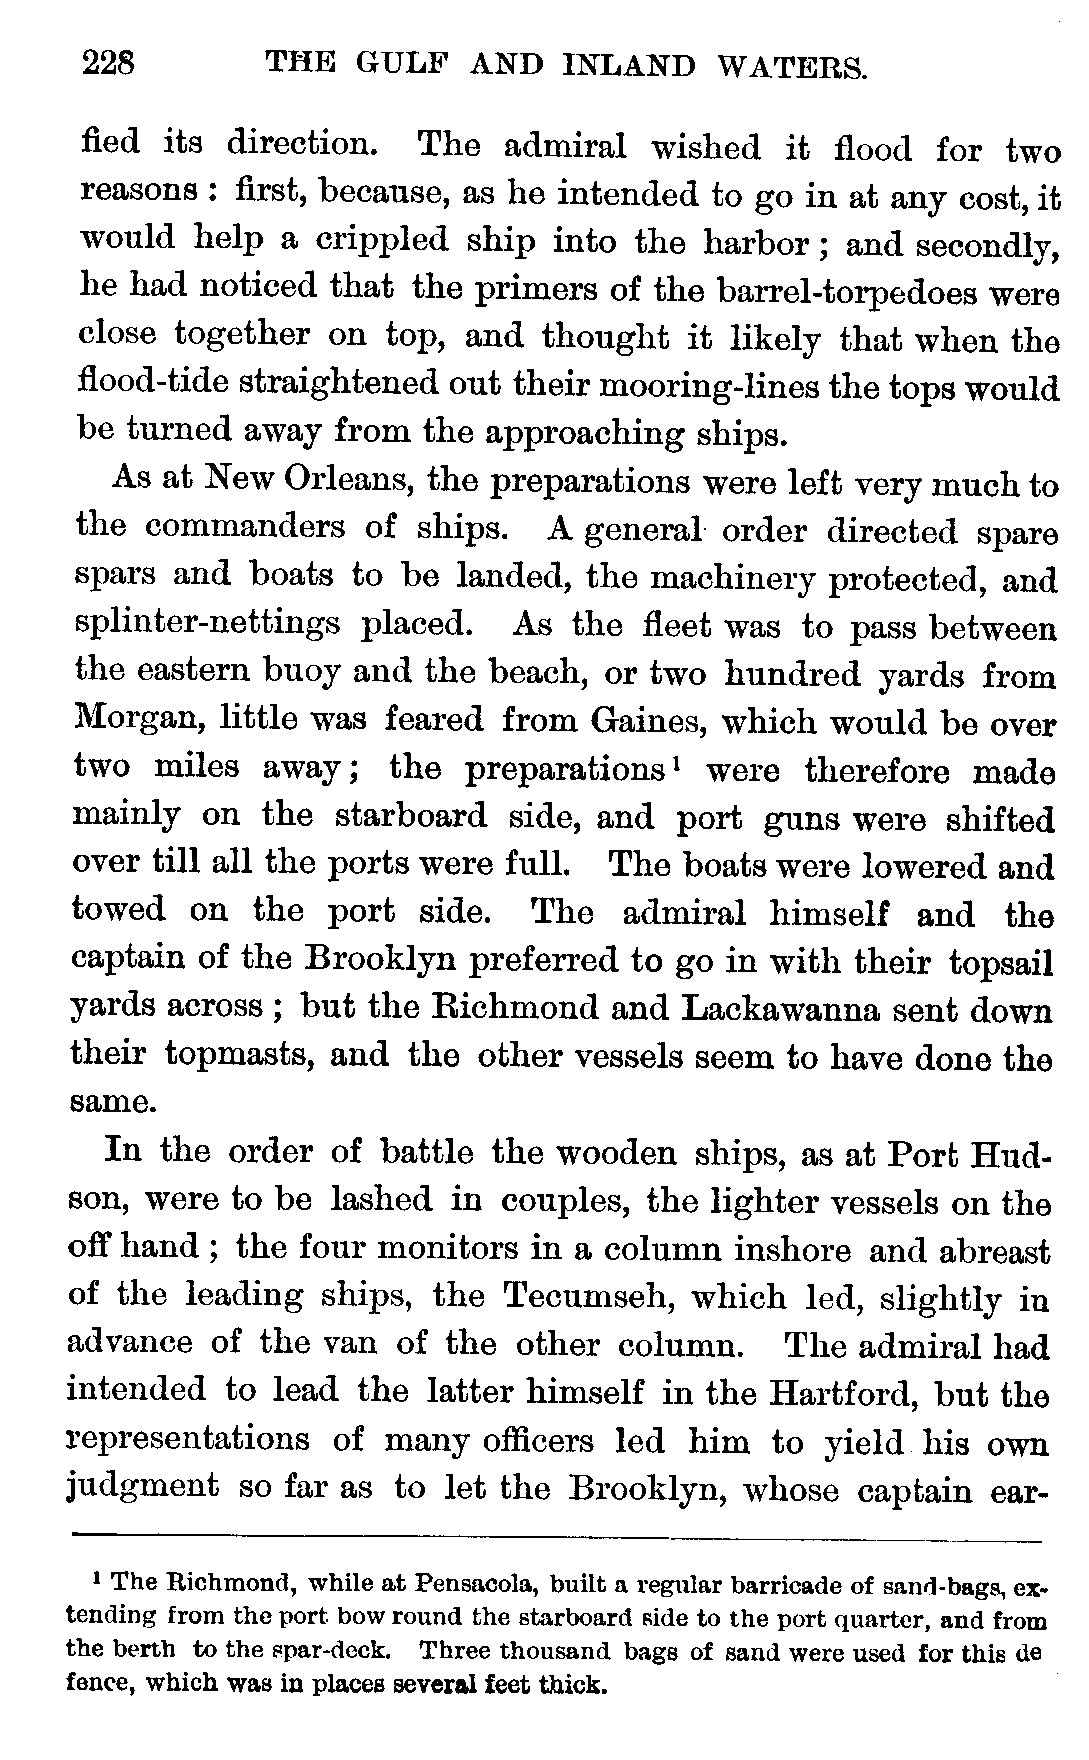 228 THE GULF AND INLAND WATERS.
fied its direction. The admiral wished it flood for two
reasons : first, because, as he intended to go in at any cost, it
would help a crippled ship into the harbor ; and secondly,
he had noticed that the primers of the barrel-torpedoes were
close together on top, and thought it likely that when the
flood-tide straightened out their mooring-lines the tops would
be turned away from the approaching ships.
As at New Orleans, the preparations were left very much to
the commanders of ships. A general order directed spare
spars and boats to be landed, the machinery protected, and
splinter-nettings placed. As the fleet was to pass between
the eastern buoy and the beach, or two hundred yards from
Morgan, little was feared from Gaines, which would be over
two miles away ; the preparations ¹ were therefore made
mainly on the starboard side, and port guns were shifted
over till all the ports were full. The boats were lowered and
towed on the port side. The admiral himself and the
captain of the Brooklyn preferred to go in with their topsail
yards across ; but the Richmond and Lackawanna sent down
their topmasts, and the other vessels seem to have done the
same.
In the order of battle the wooden ships, as at Port Hud-
son, were to be lashed in couples, the lighter vessels on the
off hand ; the four monitors in a column inshore and abreast
of the leading ships, the Tecumseh, which led, slightly in
advance of the van of the other column. The admiral had
intended to lead the latter himself in the Hartford, but the
representations of many officers led him to yield his own
judgment so far as to let the Brooklyn, whose captain ear-
¹ The Richmond, while at Pensacola, built a regular barricade of sand-bags, ex-
tending from the port bow round the starboard side to the port quarter, and from
the berth to the spar-deck. Three thousand bags of sand were used for this de
fence, which was in places several feet thick.